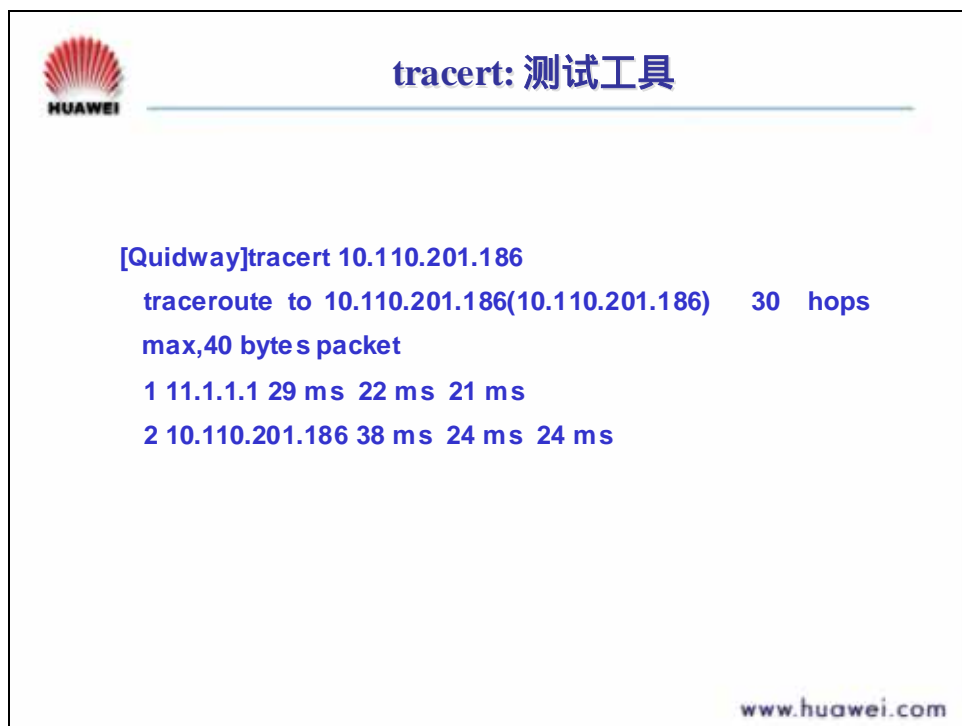 HUAWEI
tracert: 测试工具
[Quidway]tracert 10.110.201.186
traceroute to 10.110.201.186(10.110.201.186) 30 hops
max,40 bytes packet
1 11.1.1.1 29 ms 22 ms 21 ms
2 10.110.201.186 38 ms 24 ms 24 ms
www.huawei.com